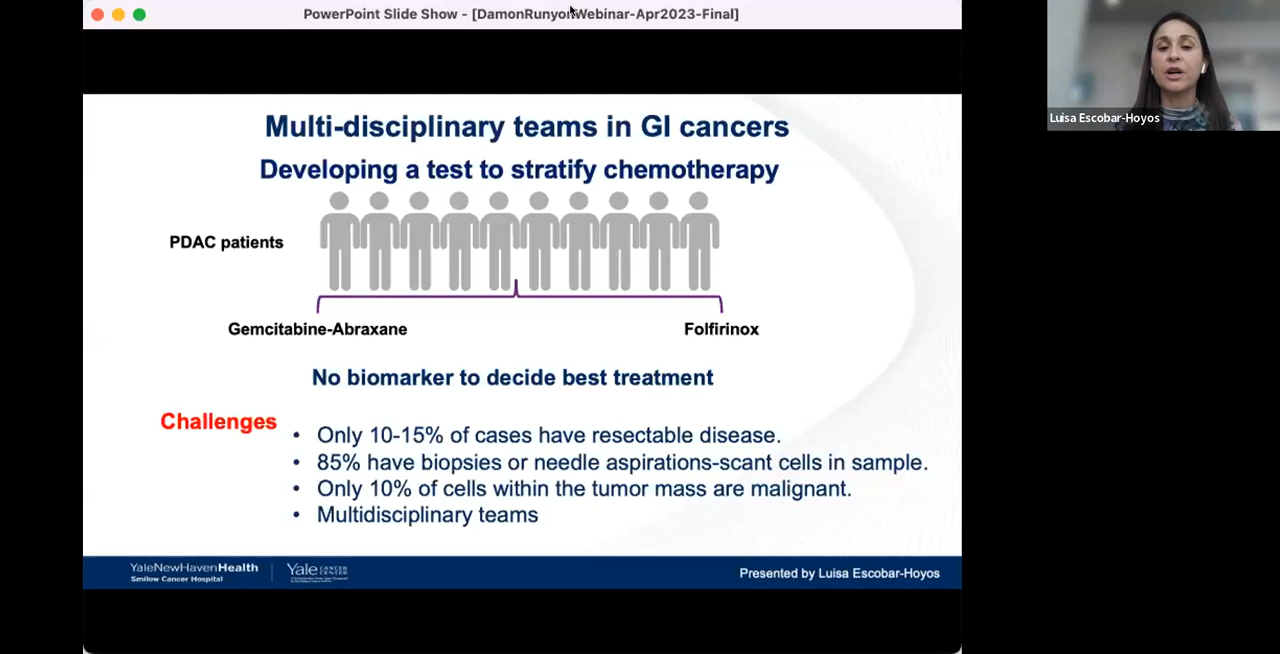 PowerPoint Slide Show - [DamonRunyonWebinar-Apr2023-Final]
Luisa Escobar-Hoyos
Multi-disciplinary teams in GI cancers
Developing a test to stratify chemotherapy
PDAC patients
Gemcitabine-Abraxane
Folfirinox
No biomarker to decide best treatment
Challenges
• Only 10-15% of cases have resectable disease.
• 85% have biopsies or needle aspirations-scant cells in sample.
• Only 10% of cells within the tumor mass are malignant.
• Multidisciplinary teams
YaleNewHavenHealth
Smilow Cancer Hospital
Yale CANCER CENTER
Presented by Luisa Escobar-Hoyos